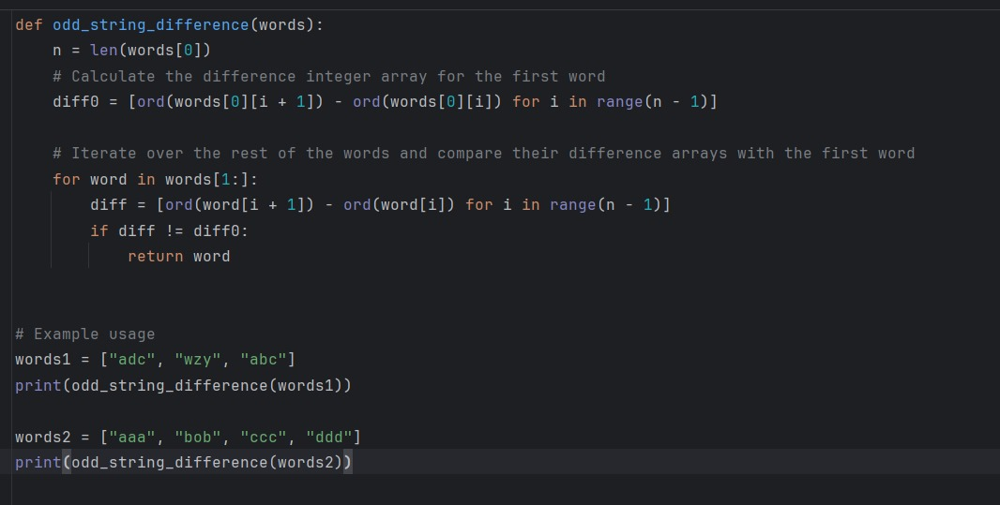 def odd_string_difference(words):
    n = len(words[0])
    # Calculate the difference integer array for the first word
    diff0 = [ord(words[0][i + 1]) - ord(words[0][i]) for i in range(n - 1)]

    # Iterate over the rest of the words and compare their difference arrays with the first word
    for word in words[1:]:
        diff = [ord(word[i + 1]) - ord(word[i]) for i in range(n - 1)]
        if diff != diff0:
            return word


# Example usage
words1 = ["adc", "wzy", "abc"]
print(odd_string_difference(words1))

words2 = ["aaa", "bob", "ccc", "ddd"]
print(odd_string_difference(words2))